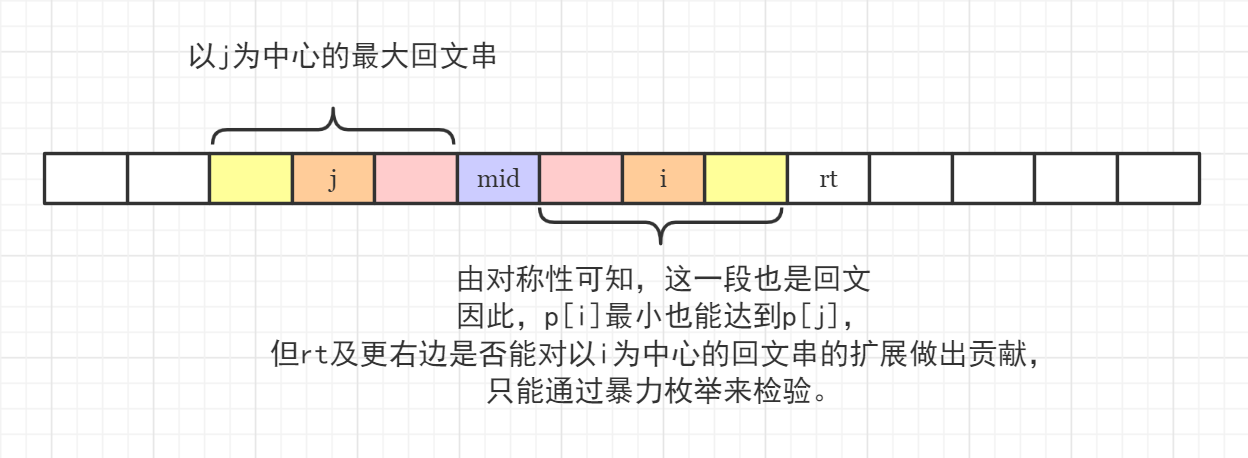 以j为中心的最大回文串
j mid i rt
由对称性可知，这一段也是回文
因此，p[i]最小也能达到p[j]，
但rt及更右边是否能对以i为中心的回文串的扩展做出贡献，
只能通过暴力枚举来检验。